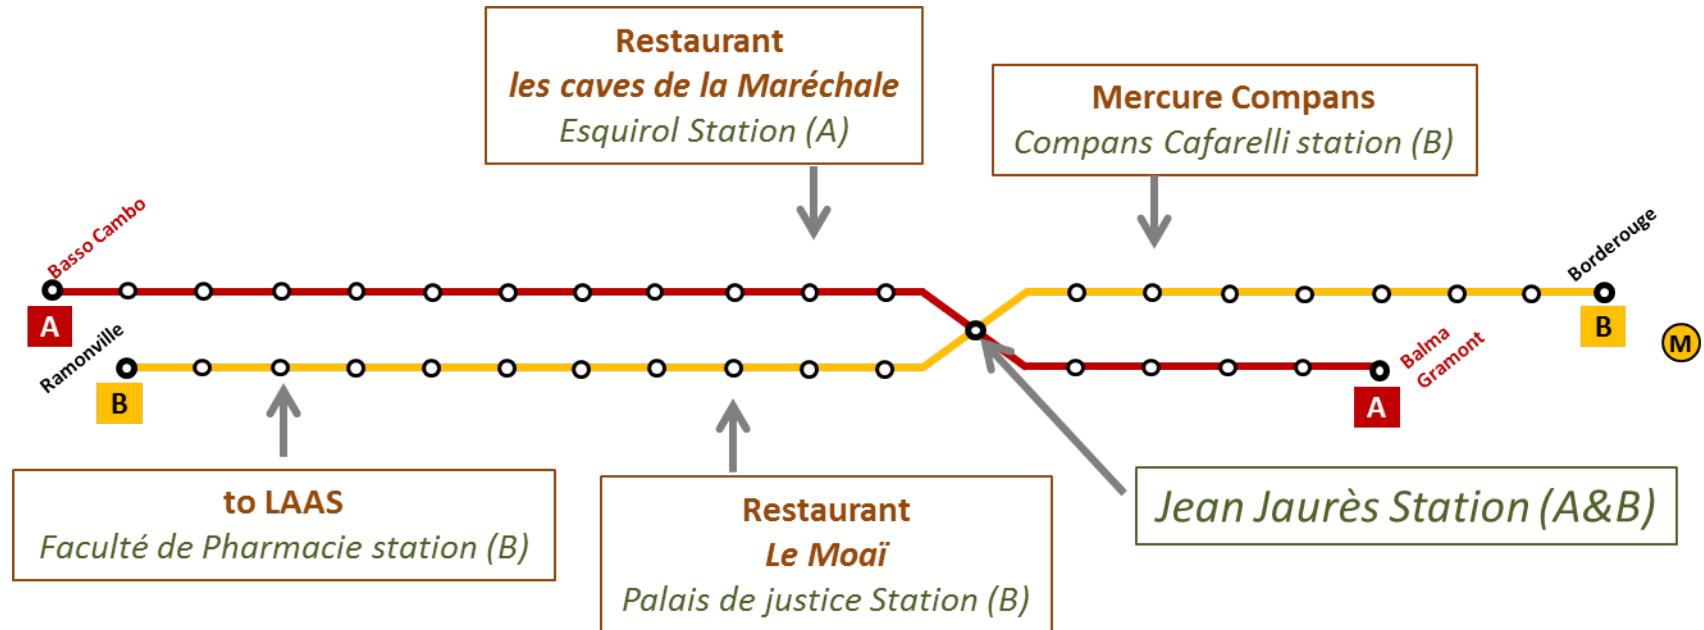 Restaurant
les caves de la Maréchale
Esquirol Station (A)
Mercure Compans
Compans Cafarelli station (B)
Basso Cambo
A
Ramonville
B
Borderouge
B
M
Balma
Gramont
A
to LAAS
Faculté de Pharmacie station (B)
Restaurant
Le Moaï
Palais de justice Station (B)
Jean Jaurès Station (A&B)